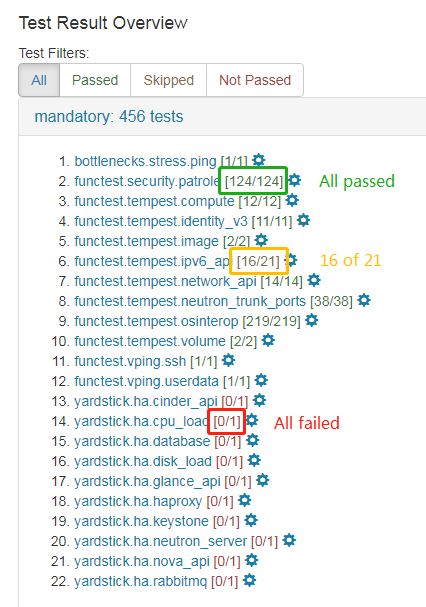 Test Result Overview
Test Filters:
All Passed Skipped Not Passed
mandatory: 456 tests
1. bottlenecks.stress.ping [1/1]
2. functest.security.patrole [124/124] All passed
3. functest.tempest.compute [12/12]
4. functest.tempest.identity_v3 [11/11]
5. functest.tempest.image [2/2]
6. functest.tempest.ipv6_api [16/21] 16 of 21
7. functest.tempest.network_api [14/14]
8. functest.tempest.neutron_trunk_ports [38/38]
9. functest.tempest.osinterop [219/219]
10. functest.tempest.volume [2/2]
11. functest.vping.ssh [1/1]
12. functest.vping.userdata [1/1]
13. yardstick.ha.cinder_api [0/1]
14. yardstick.ha.cpu_load [0/1] All failed
15. yardstick.ha.database [0/1]
16. yardstick.ha.disk_load [0/1]
17. yardstick.ha.glance_api [0/1]
18. yardstick.ha.haproxy [0/1]
19. yardstick.ha.keystone [0/1]
20. yardstick.ha.neutron_server [0/1]
21. yardstick.ha.nova_api [0/1]
22. yardstick.ha.rabbitmq [0/1]